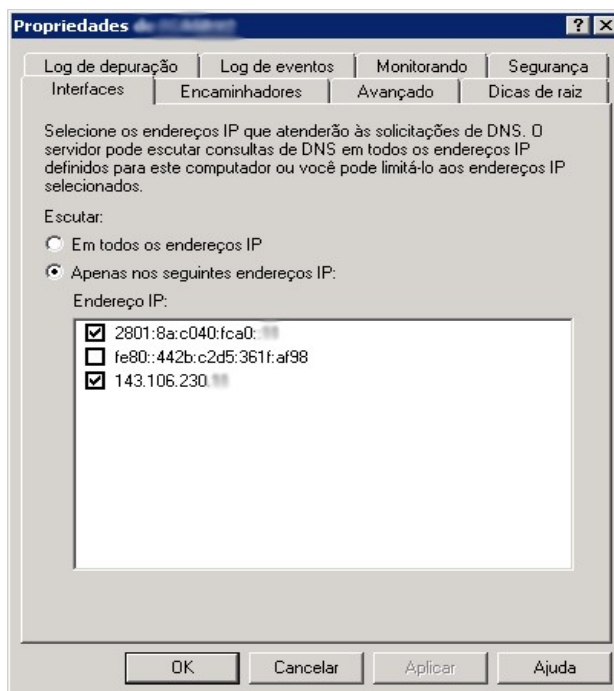 Propriedades de
Log de depuração
Log de eventos
Monitorando
Segurança
Interfaces
Encaminhadores
Avançado
Dicas de raiz
Selecione os endereços IP que atenderão às solicitações de DNS. O
servidor pode escutar consultas de DNS em todos os endereços IP
definidos para este computador ou você pode limitá-lo aos endereços IP
selecionados.
Escutar:
Em todos os endereços IP
Apenas nos seguintes endereços IP:
Endereço IP:
2801:8a:c040:fca0:
fe80::442b:c2d5:361f:af98
143.106.230.
OK
Cancelar
Aplicar
Ajuda